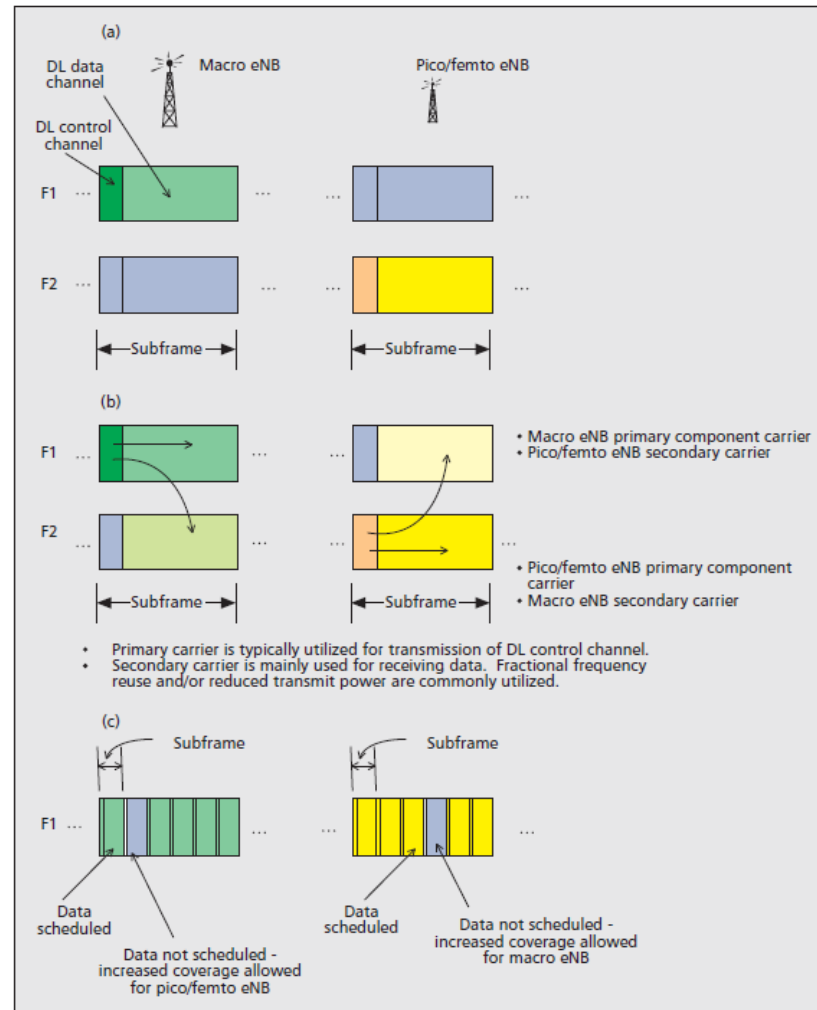 (a)
DL data
channel
Macro eNB
Pico/femto eNB
DL control
channel
F1 ... ... ... ...
F2 ... ... ... ...
Subframe Subframe
(b)
F1 ... ... ...
• Macro eNB primary component carrier
• Pico/femto eNB secondary carrier
F2 ... ... ... ...
• Pico/femto eNB primary component
carrier
• Macro eNB secondary carrier
Subframe Subframe
• Primary carrier is typically utilized for transmission of DL control channel.
• Secondary carrier is mainly used for receiving data. Fractional frequency
reuse and/or reduced transmit power are commonly utilized.
(c)
Subframe Subframe
F1 ... ... ... ...
Data
scheduled
Data not scheduled -
increased coverage allowed
for pico/femto eNB
Data
scheduled
Data not scheduled -
increased coverage allowed
for macro eNB